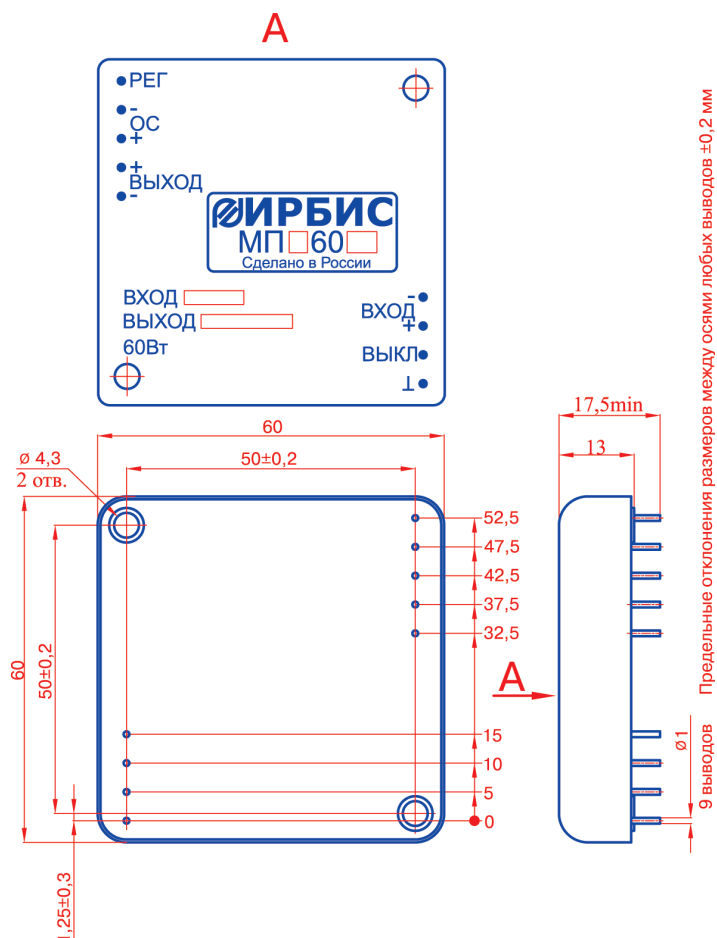 А
РЕГ
-
ОС
+
+
ВЫХОД
-
ИРБИС
МП 60
Сделано в России
ВХОД
ВЫХОД
60Вт
-
ВХОД
+
ВЫКЛ
⊥
60
50±0,2
ø 4,3
2 отв.
60
50±0,2
1,25±0,3
52,5
47,5
42,5
37,5
32,5
15
10
5
0
17,5min
13
А
ø1
9 выводов
Предельные отклонения размеров между осями любых выводов ±0,2 мм